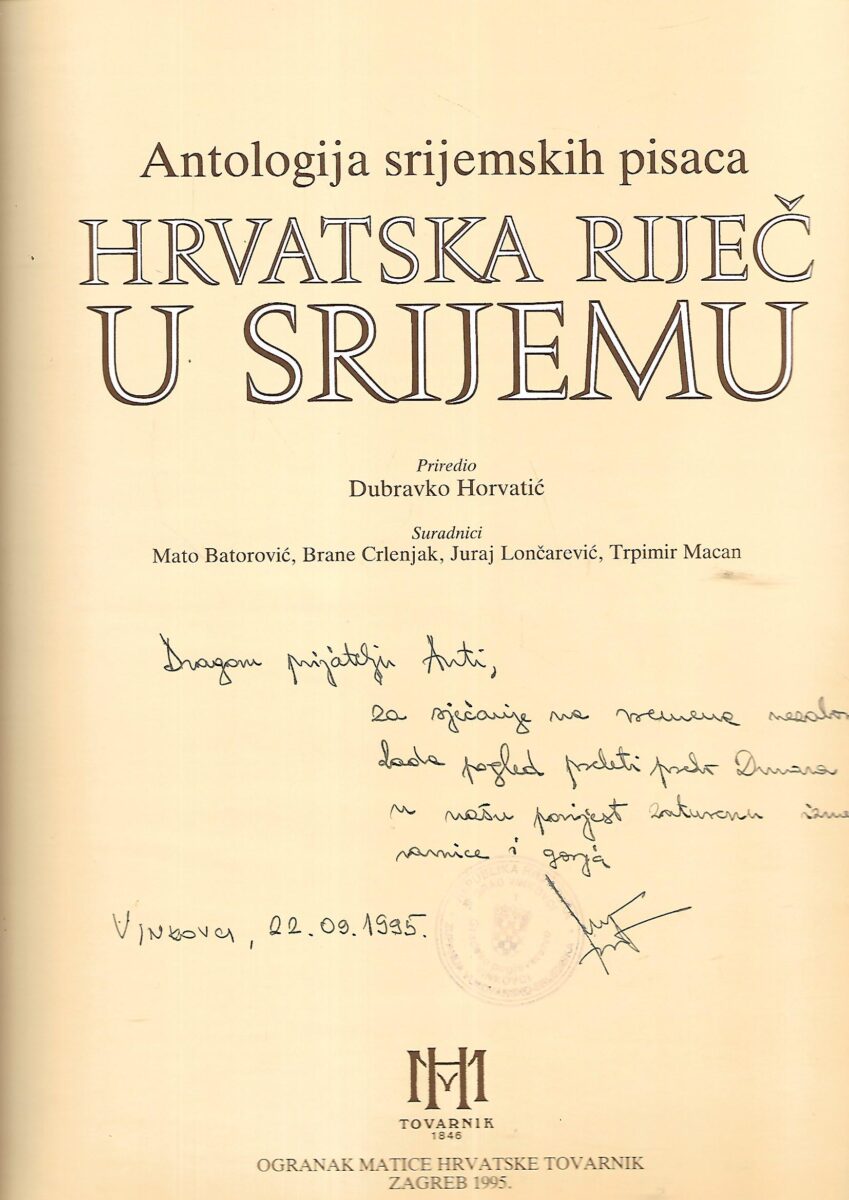 Antologija srijemskih pisaca
HRVATSKA RIJEČ
U SRIJEMU
Priredio
Dubravko Horvatić
Suradnici
Mato Batorović, Brane Crlenjak, Juraj Lončarević, Trpimir Macan
Dragom prijatelju Anti,
za sjećanje na vremena
kada pogled preleti preko Dunava
u našu povijest zatvorenu
ravnice i gorja
Vinkovci, 22.09.1995.
HM
TOVARNIK
1846
OGRANAK MATICE HRVATSKE TOVARNIK
ZAGREB 1995.